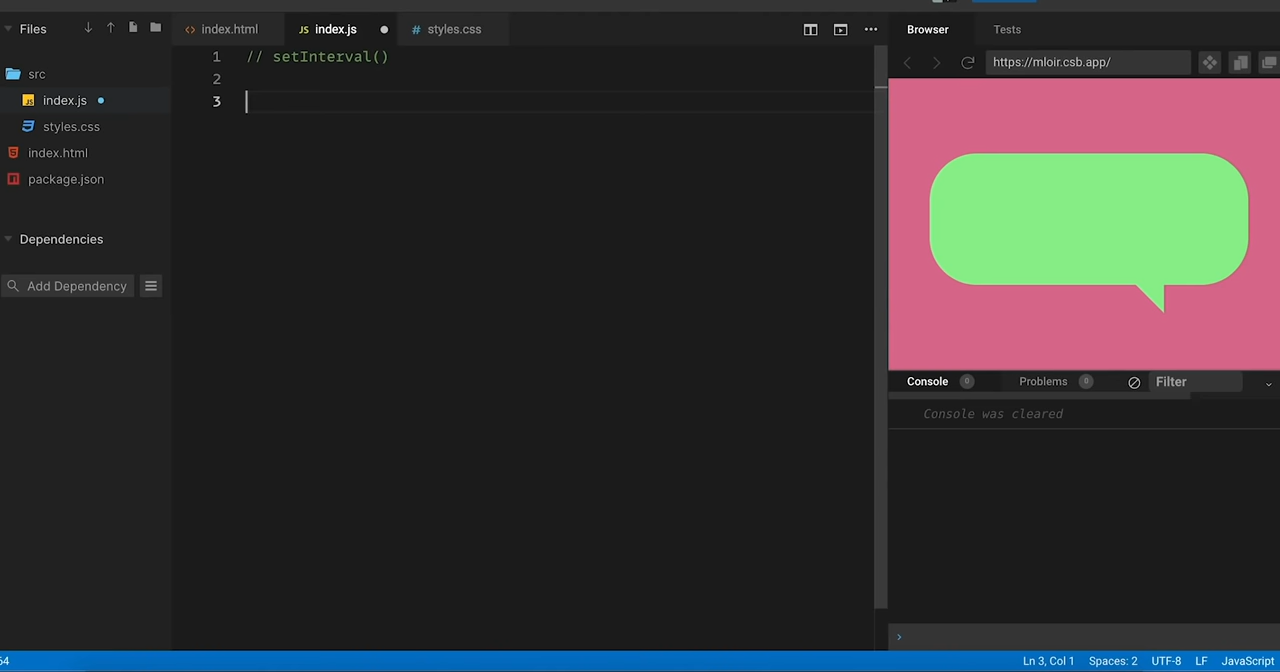 Files
index.html
JS index.js
# styles.css
Browser
Tests
1 // setInterval()
2
3
https://mloir.csb.app/
src
index.js
styles.css
index.html
package.json
Dependencies
Add Dependency
Console 0
Problems 0
Filter
Console was cleared
64
Ln 3, Col 1
Spaces: 2
UTF-8
LF
JavaScript